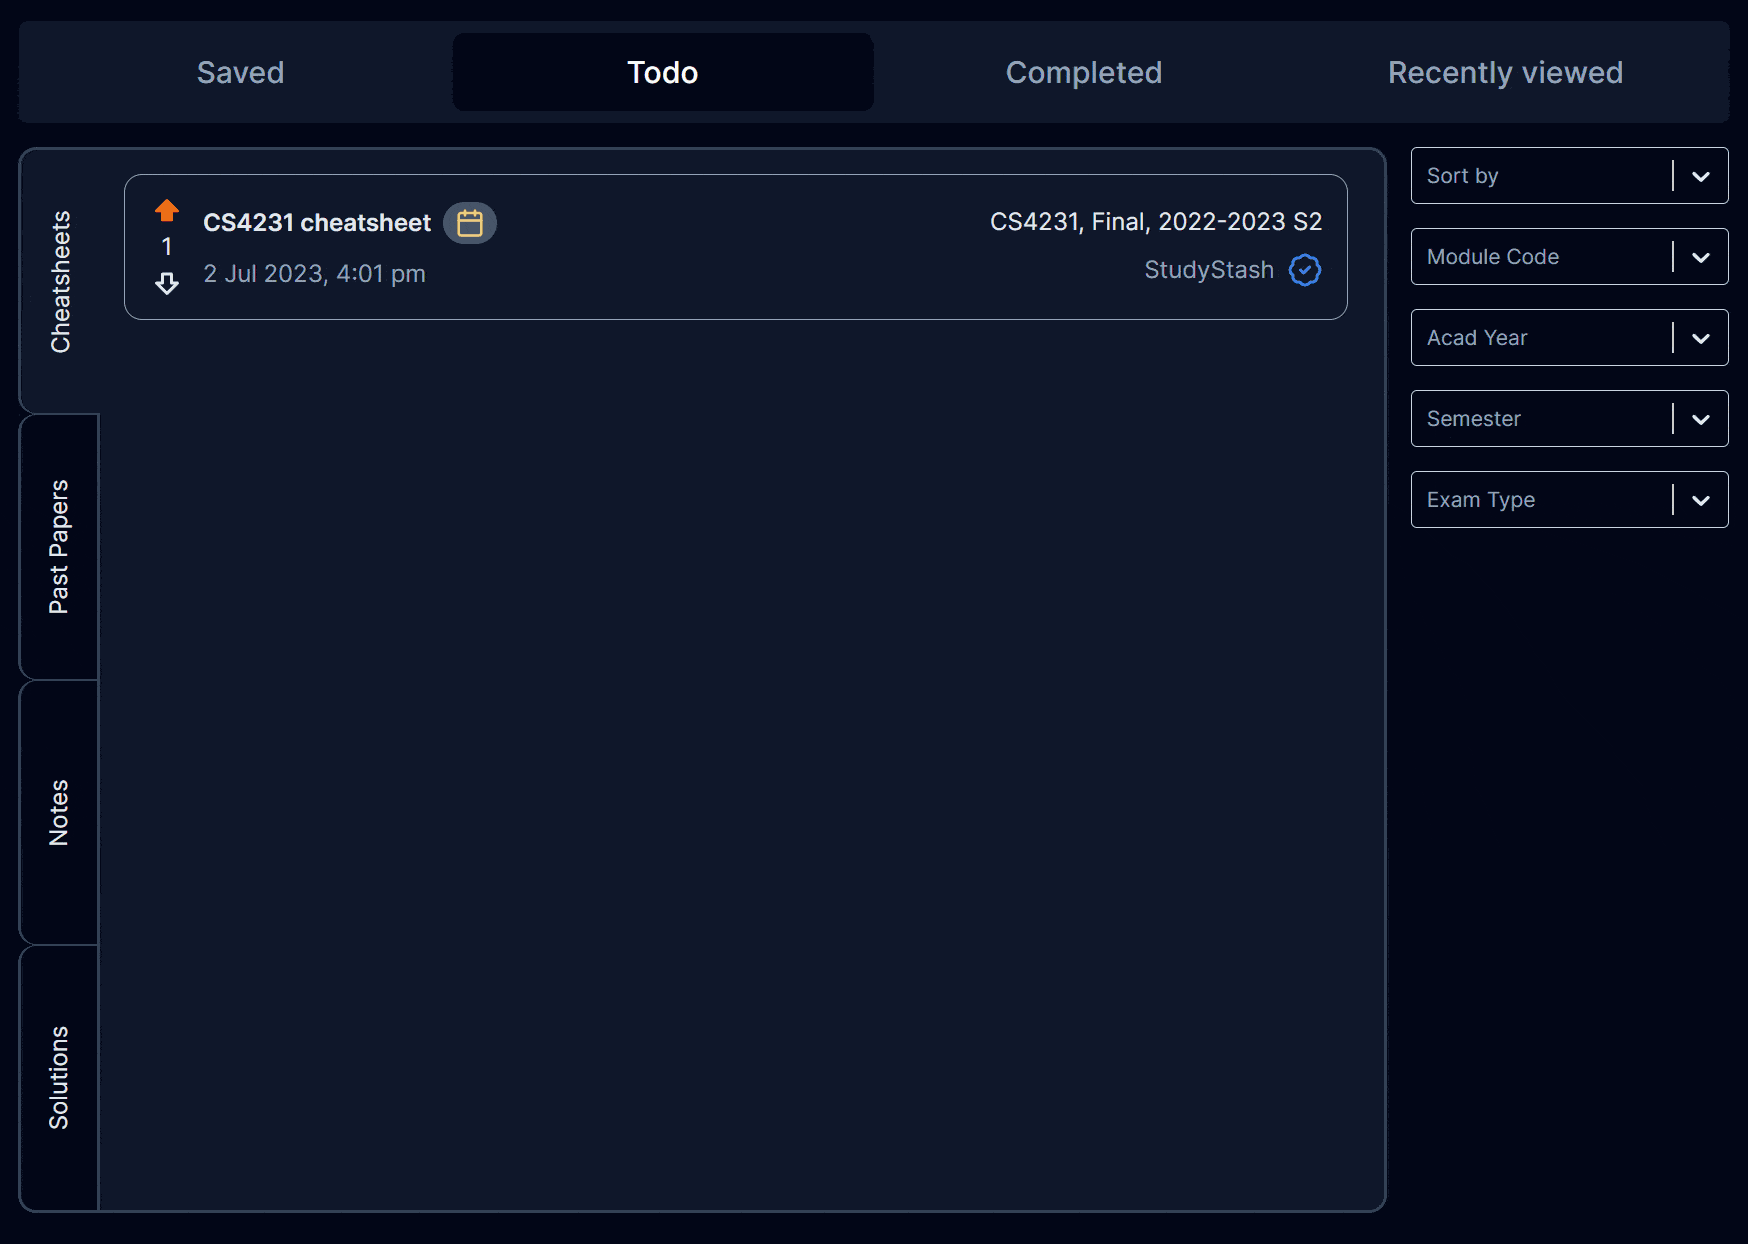 Saved
Todo
Completed
Recently viewed
Cheatsheets
Past Papers
Notes
Solutions
CS4231 cheatsheet
1
2 Jul 2023, 4:01 pm
CS4231, Final, 2022-2023 S2
StudyStash
Sort by
Module Code
Acad Year
Semester
Exam Type